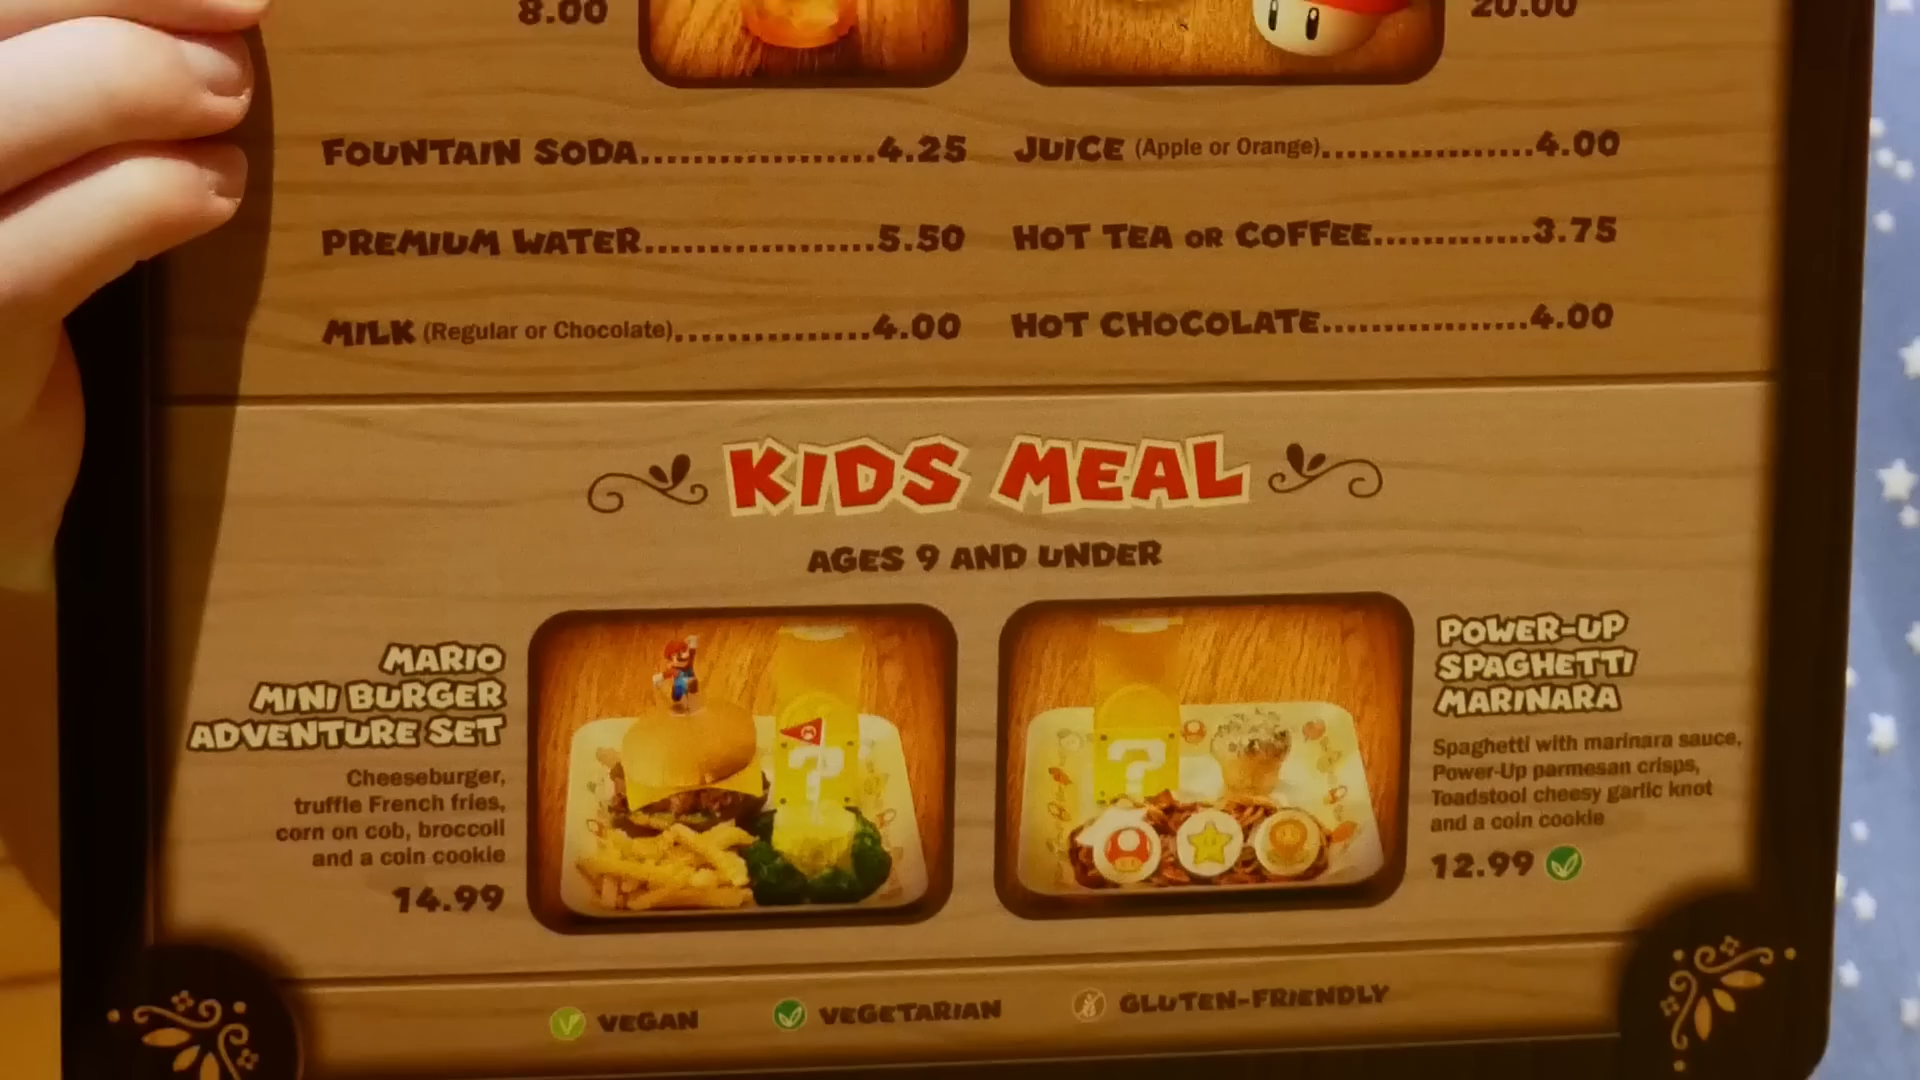 8.00
20.00
FOUNTAIN SODA.................4.25
JUICE (Apple or Orange)................4.00
PREMIUM WATER.................5.50
HOT TEA OR COFFEE............3.75
MILK (Regular or Chocolate)...............4.00
HOT CHOCOLATE................4.00
KIDS MEAL
AGES 9 AND UNDER
MARIO
MINI BURGER
ADVENTURE SET
Cheeseburger,
truffle French fries,
corn on cob, broccoli
and a coin cookie
14.99
?
M
?
POWER-UP
SPAGHETTI
MARINARA
Spaghetti with marinara sauce,
Power-Up parmesan crisps,
Toadstool cheesy garlic knot
and a coin cookie
12.99
VEGAN
VEGETARIAN
GLUTEN-FRIENDLY